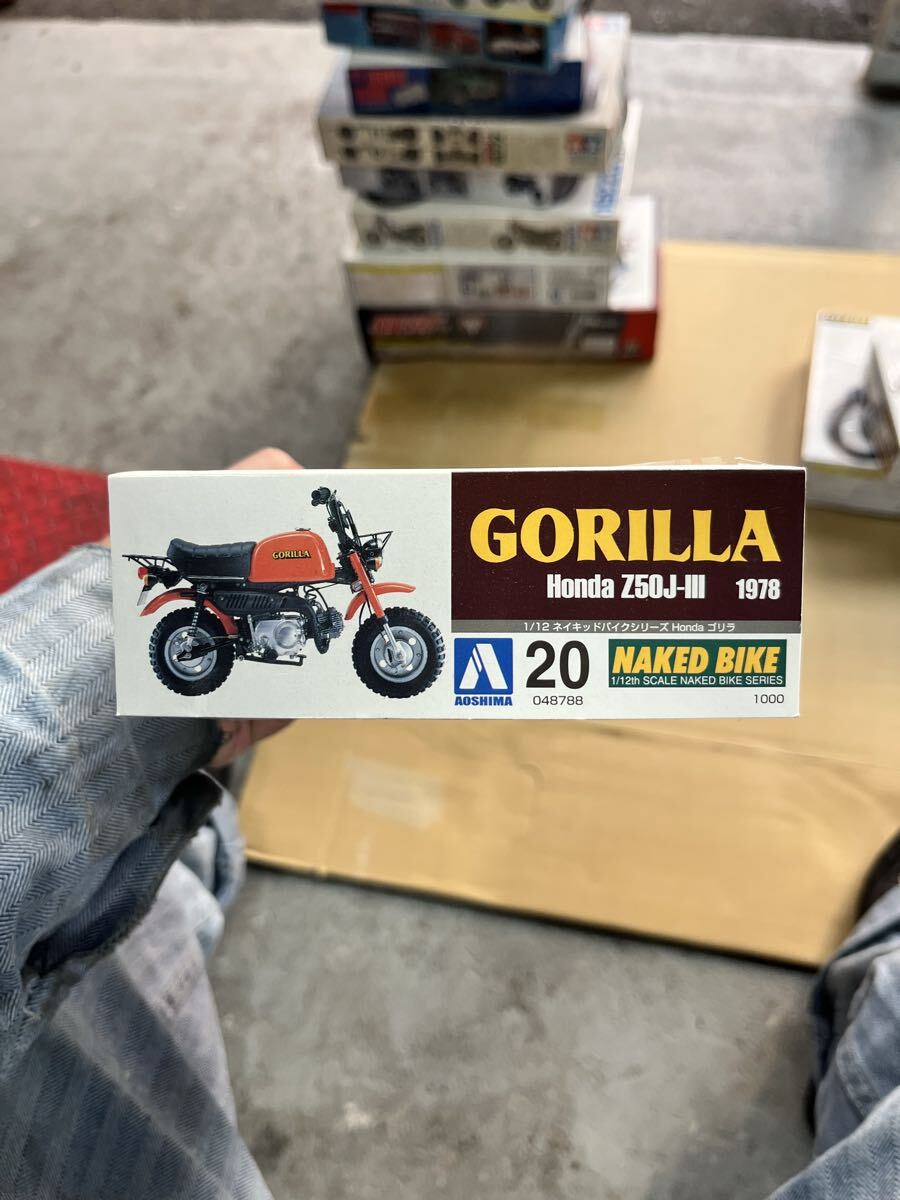 GORILLA
GORILLA
Honda Z50J-III 1978
1/12 ネイキッドバイクシリーズ Honda ゴリラ
AOSHIMA
20
048788
NAKED BIKE
1/12th SCALE NAKED BIKE SERIES
1000